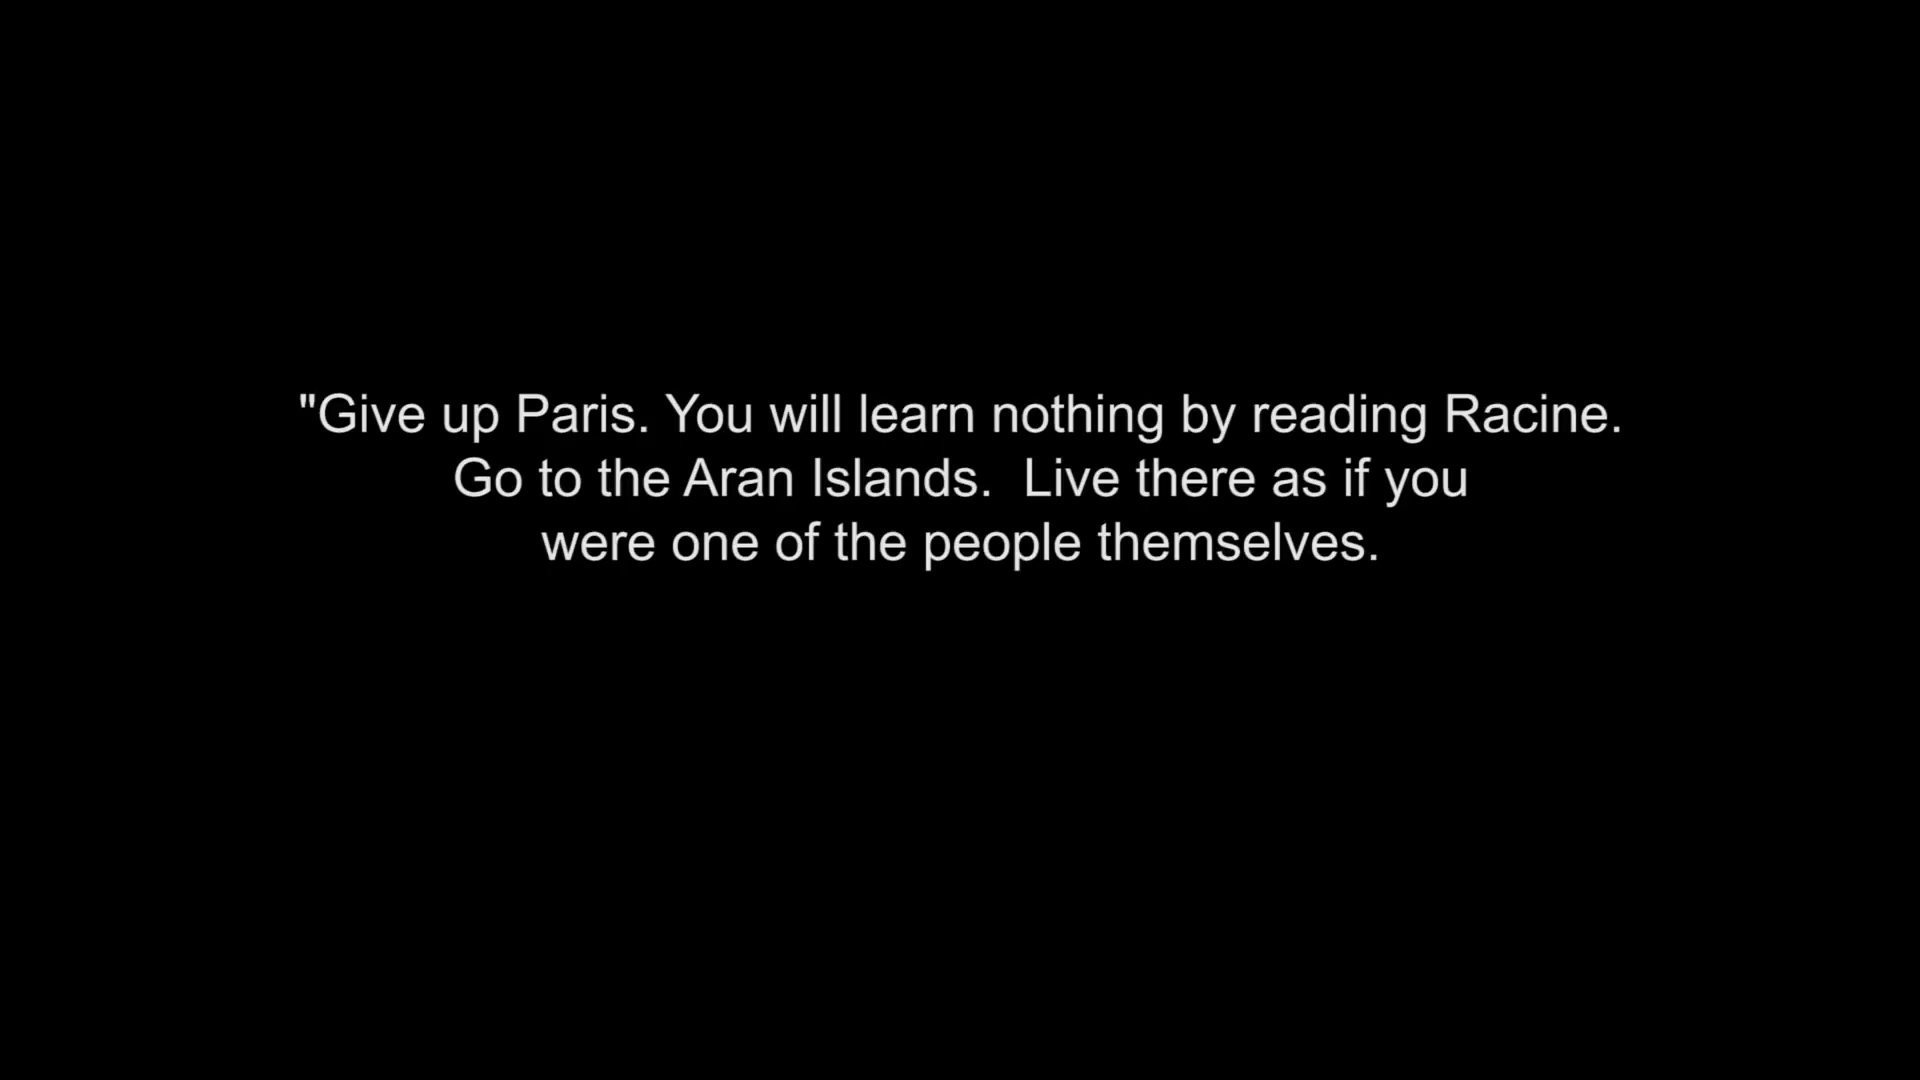 "Give up Paris. You will learn nothing by reading Racine.
Go to the Aran Islands.  Live there as if you
were one of the people themselves.